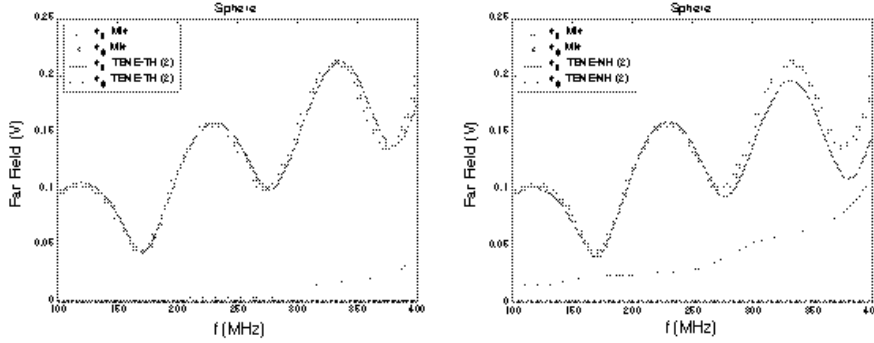 Sphere
0.25
0.2
0.15
0.1
0.05
0
Far Field (V)
Mie
Mie
TENE-TH (2)
TENE-TH (2)
100 150 200 250 300 350 400
f (MHz)
Sphere
0.25
0.2
0.15
0.1
0.05
0
Far Field (V)
Mie
Mie
TENE-NH (2)
TENE-NH (2)
100 150 200 250 300 350 400
f (MHz)